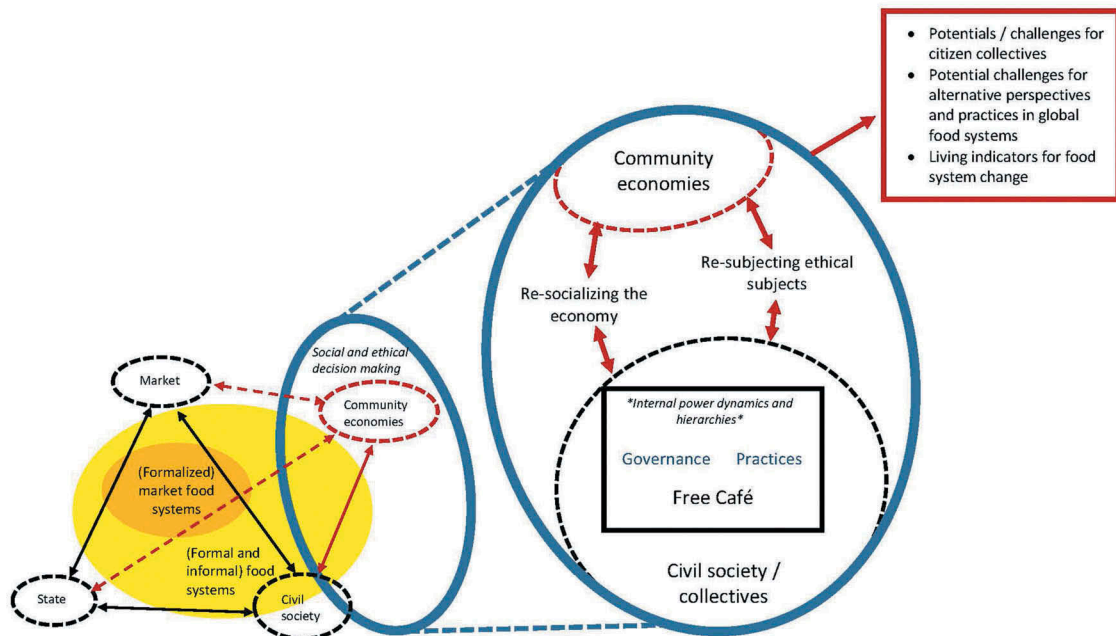 • Potentials / challenges for
citizen collectives
• Potential challenges for
alternative perspectives
and practices in global
food systems
• Living indicators for food
system change
Community
economies
Re-subjecting ethical
subjects
Re-socializing the
economy
*Internal power dynamics and
hierarchies*
Governance Practices
Free Café
Civil society /
collectives
Social and ethical
decision making
Market
Community
economies
(Formalized)
market food
systems
(Formal and
informal) food
systems
State
Civil
society